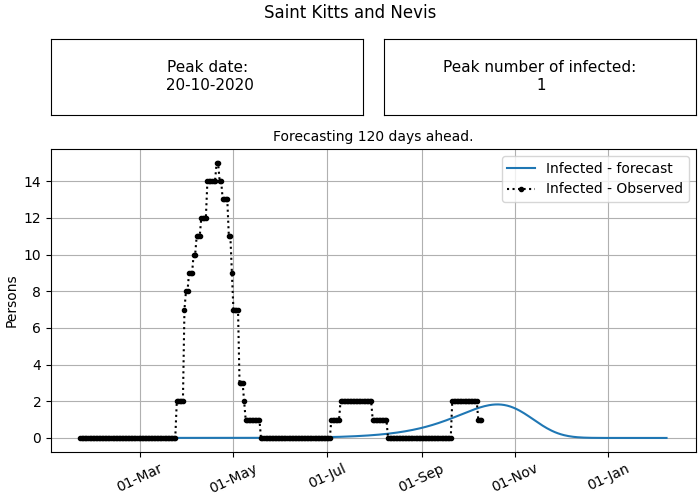 Saint Kitts and Nevis
Peak date:
20-10-2020
Peak number of infected:
1
Forecasting 120 days ahead.
Infected - forecast
Infected - Observed
Persons
14
12
10
8
6
4
2
0
01-Mar
01-May
01-Jul
01-Sep
01-Nov
01-Jan